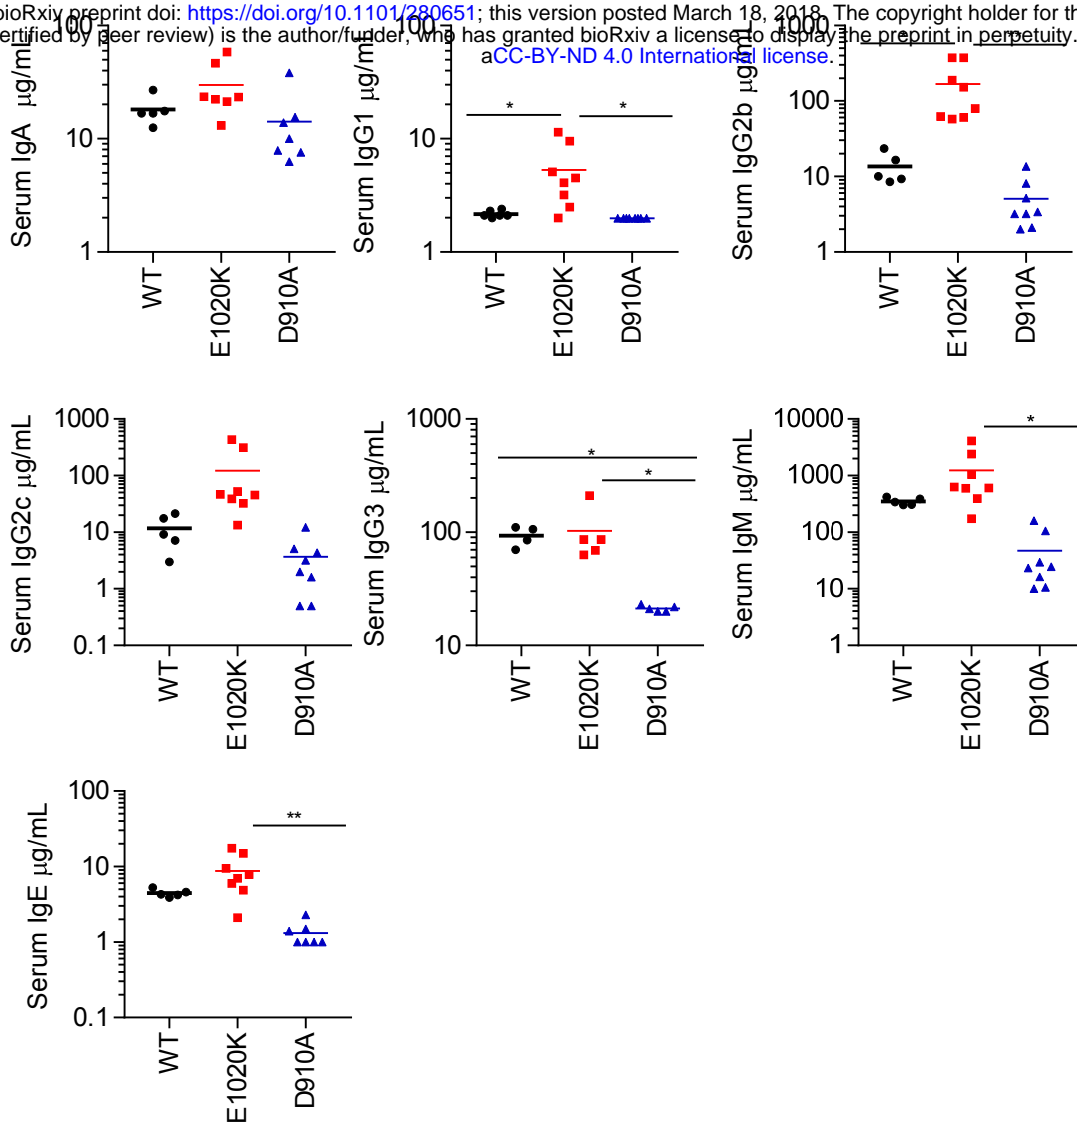 bioRxiv preprint doi: https://doi.org/10.1101/280651; this version posted March 18, 2018. The copyright holder for th
ertified by peer review) is the author/funder, who has granted bioRxiv a license to display the preprint in perpetuity.
aCC-BY-ND 4.0 International license.
Serum IgA µg/mL
100
10
1
WT
E1020K
D910A
Serum IgG1 µg/mL
100
10
1
*
*
WT
E1020K
D910A
Serum IgG2b µg/mL
1000
100
10
1
WT
E1020K
D910A
Serum IgG2c µg/mL
1000
100
10
1
0.1
WT
E1020K
D910A
Serum IgG3 µg/mL
1000
100
10
*
*
WT
E1020K
D910A
Serum IgM µg/mL
10000
1000
100
10
1
*
WT
E1020K
D910A
Serum IgE µg/mL
100
10
1
0.1
**
WT
E1020K
D910A